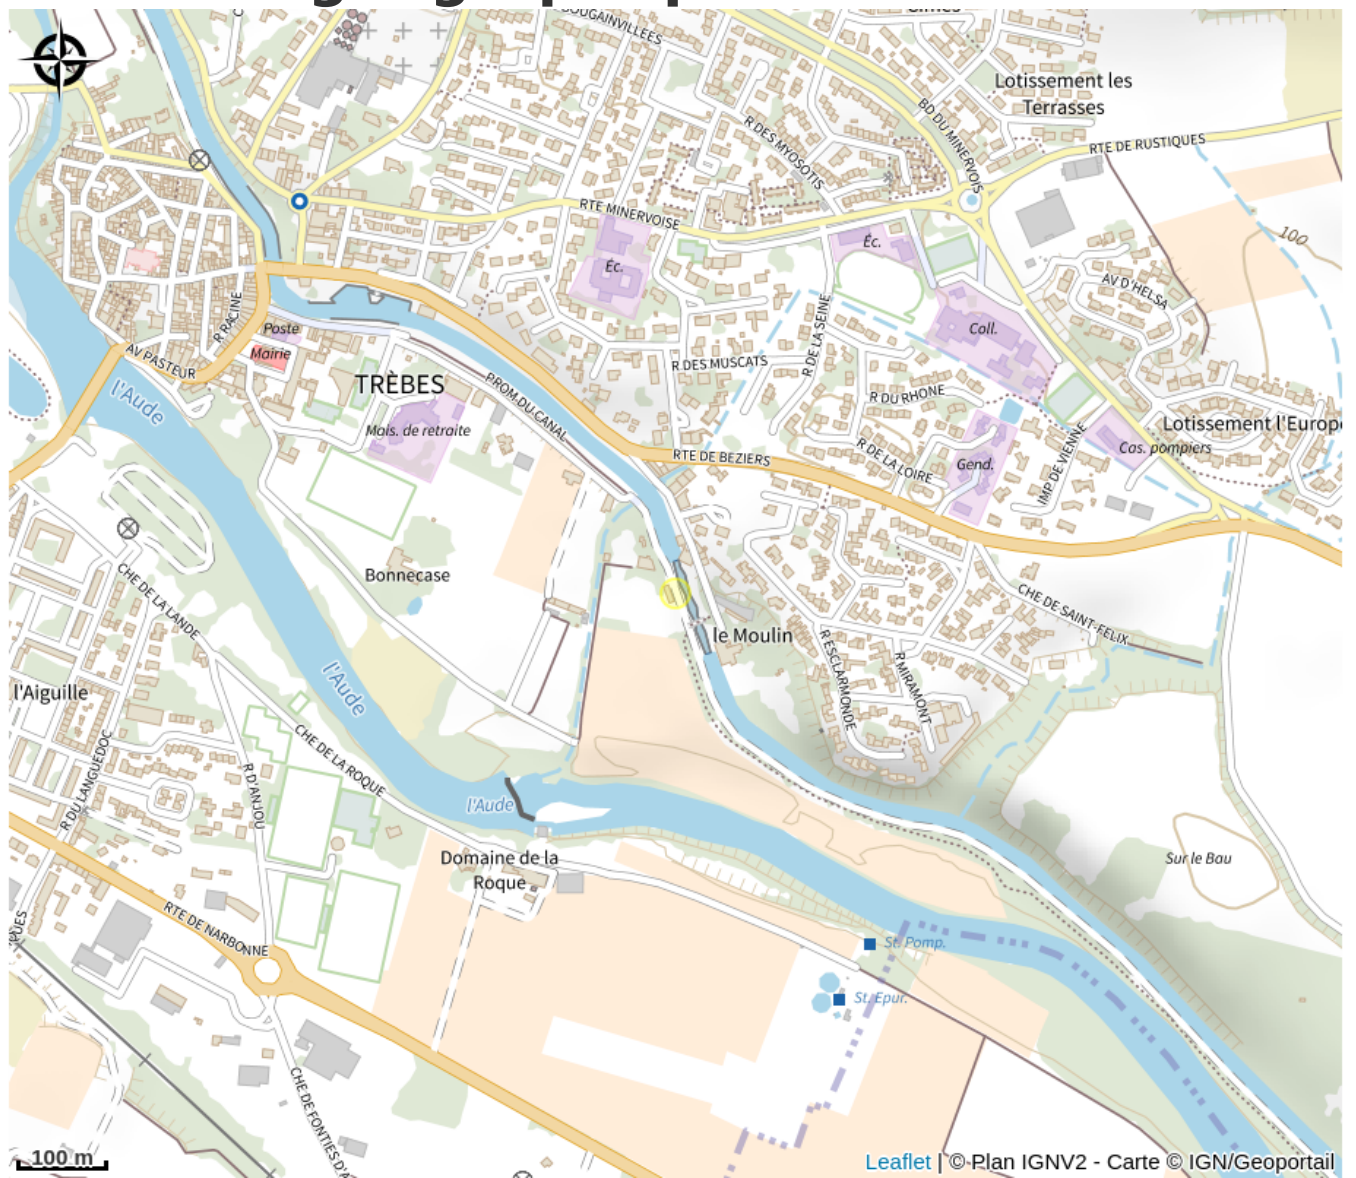 BOUGAINVILLEES
Lotissement les
Terrasses
BD DU MINERVOIS
R DES MYOSOTIS
RTE DE RUSTIQUES
RTE MINERVOISE
Éc.
Éc.
100
AV D'HELSA
R RACINE
Poste
Mairie
AV PASTEUR
TRÈBES
PROM DU CANAL
R DES MUSCATS
R DE LA SEINE
Coll.
R DU RHONE
l'Aude
Mais. de retraite
RTE DE BEZIERS
R DE LA LOIRE
Gend.
IMP DE VIENNE
Cas. pompiers
Lotissement l'Europe
Bonnecase
CHE DE LA LANDE
CHE DE SAINT-FELIX
le Moulin
R ESCLARMONDE
R MIRAMONT
l'Aiguille
l'Aude
R DU LANGUEDOC
R D'ANJOU
CHE DE LA ROQUE
l'Aude
Domaine de la
Roque
Sur le Bau
RTE DE NARBONNE
St. Pomp.
St. Epur.
CHE DE FONTIES-D'A
100 m
Leaflet | © Plan IGNV2 - Carte © IGN/Geoportail